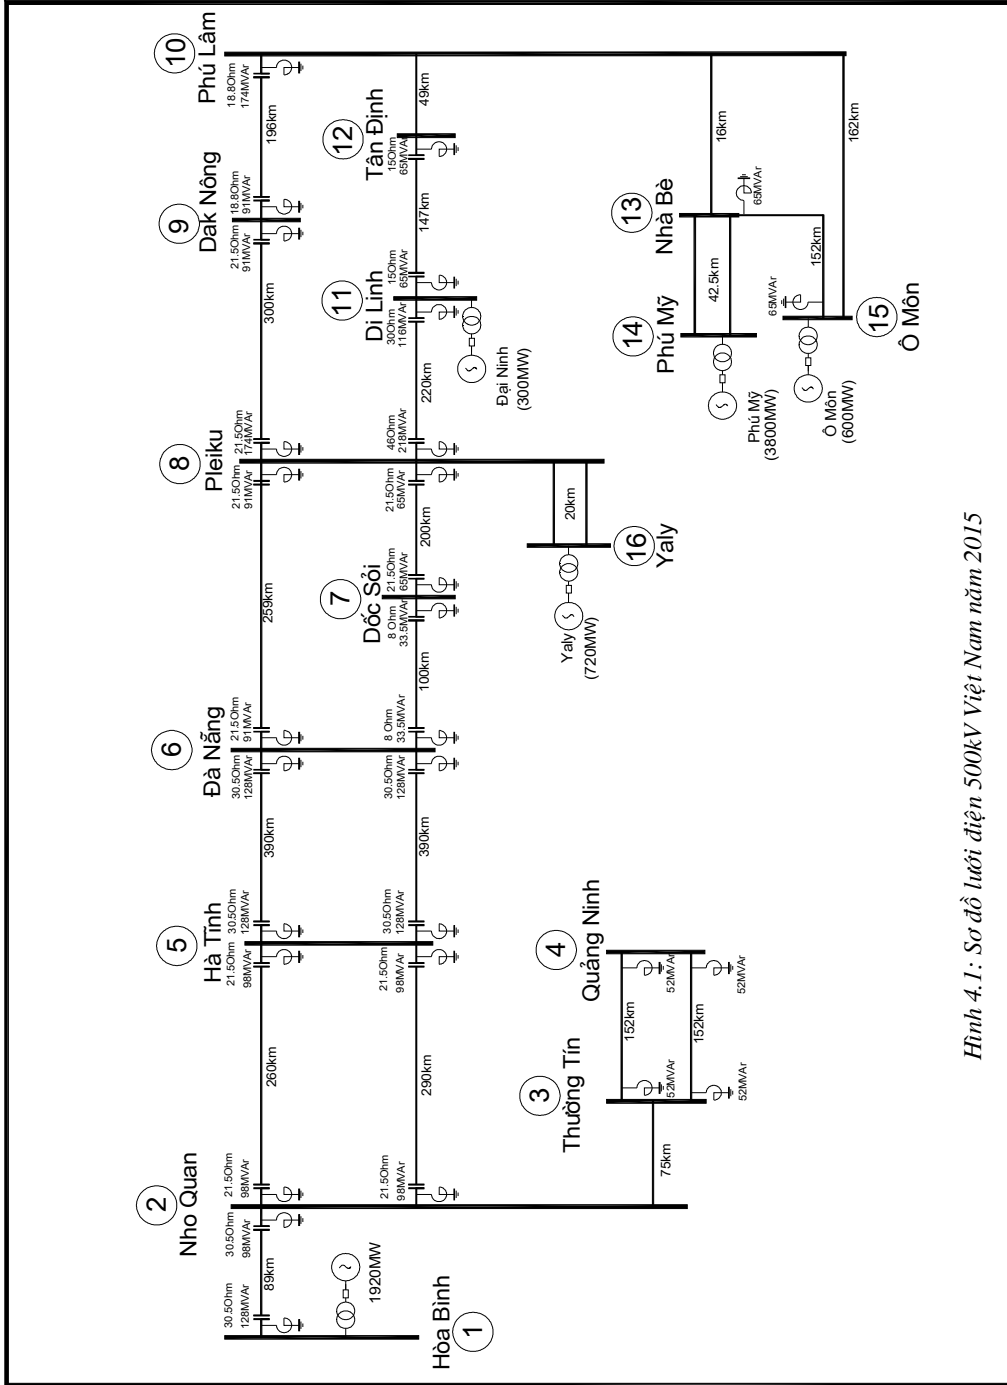 1
Hòa Bình
1920MW
30.5Ohm
128MVAr
89km
30.5Ohm
98MVAr
2
Nho Quan
21.5Ohm
98MVAr
260km
21.5Ohm
98MVAr
21.5Ohm
98MVAr
290km
21.5Ohm
98MVAr
75km
3
Thường Tín
52MVAr
52MVAr
152km
152km
52MVAr
52MVAr
4
Quảng Ninh
5
Hà Tĩnh
30.5Ohm
128MVAr
390km
30.5Ohm
128MVAr
30.5Ohm
128MVAr
390km
30.5Ohm
128MVAr
6
Đà Nẵng
21.5Ohm
91MVAr
259km
21.5Ohm
91MVAr
8 Ohm
33.5MVAr
100km
8 Ohm
33.5MVAr
7
Dốc Sỏi
21.5Ohm
65MVAr
200km
21.5Ohm
65MVAr
8
Pleiku
21.5Ohm
174MVAr
300km
21.5Ohm
91MVAr
46Ohm
218MVAr
220km
30Ohm
116MVAr
20km
16
Yaly
Yaly
(720MW)
9
Dak Nông
18.8Ohm
91MVAr
196km
18.8Ohm
174MVAr
10
Phú Lâm
11
Di Linh
Đại Ninh
(300MW)
15Ohm
65MVAr
147km
15Ohm
65MVAr
12
Tân Định
49km
16km
162km
13
Nhà Bè
65MVAr
42.5km
152km
14
Phú Mỹ
Phú Mỹ
(3800MW)
65MVAr
15
Ô Môn
Ô Môn
(600MW)
Hình 4.1: Sơ đồ lưới điện 500kV Việt Nam năm 2015